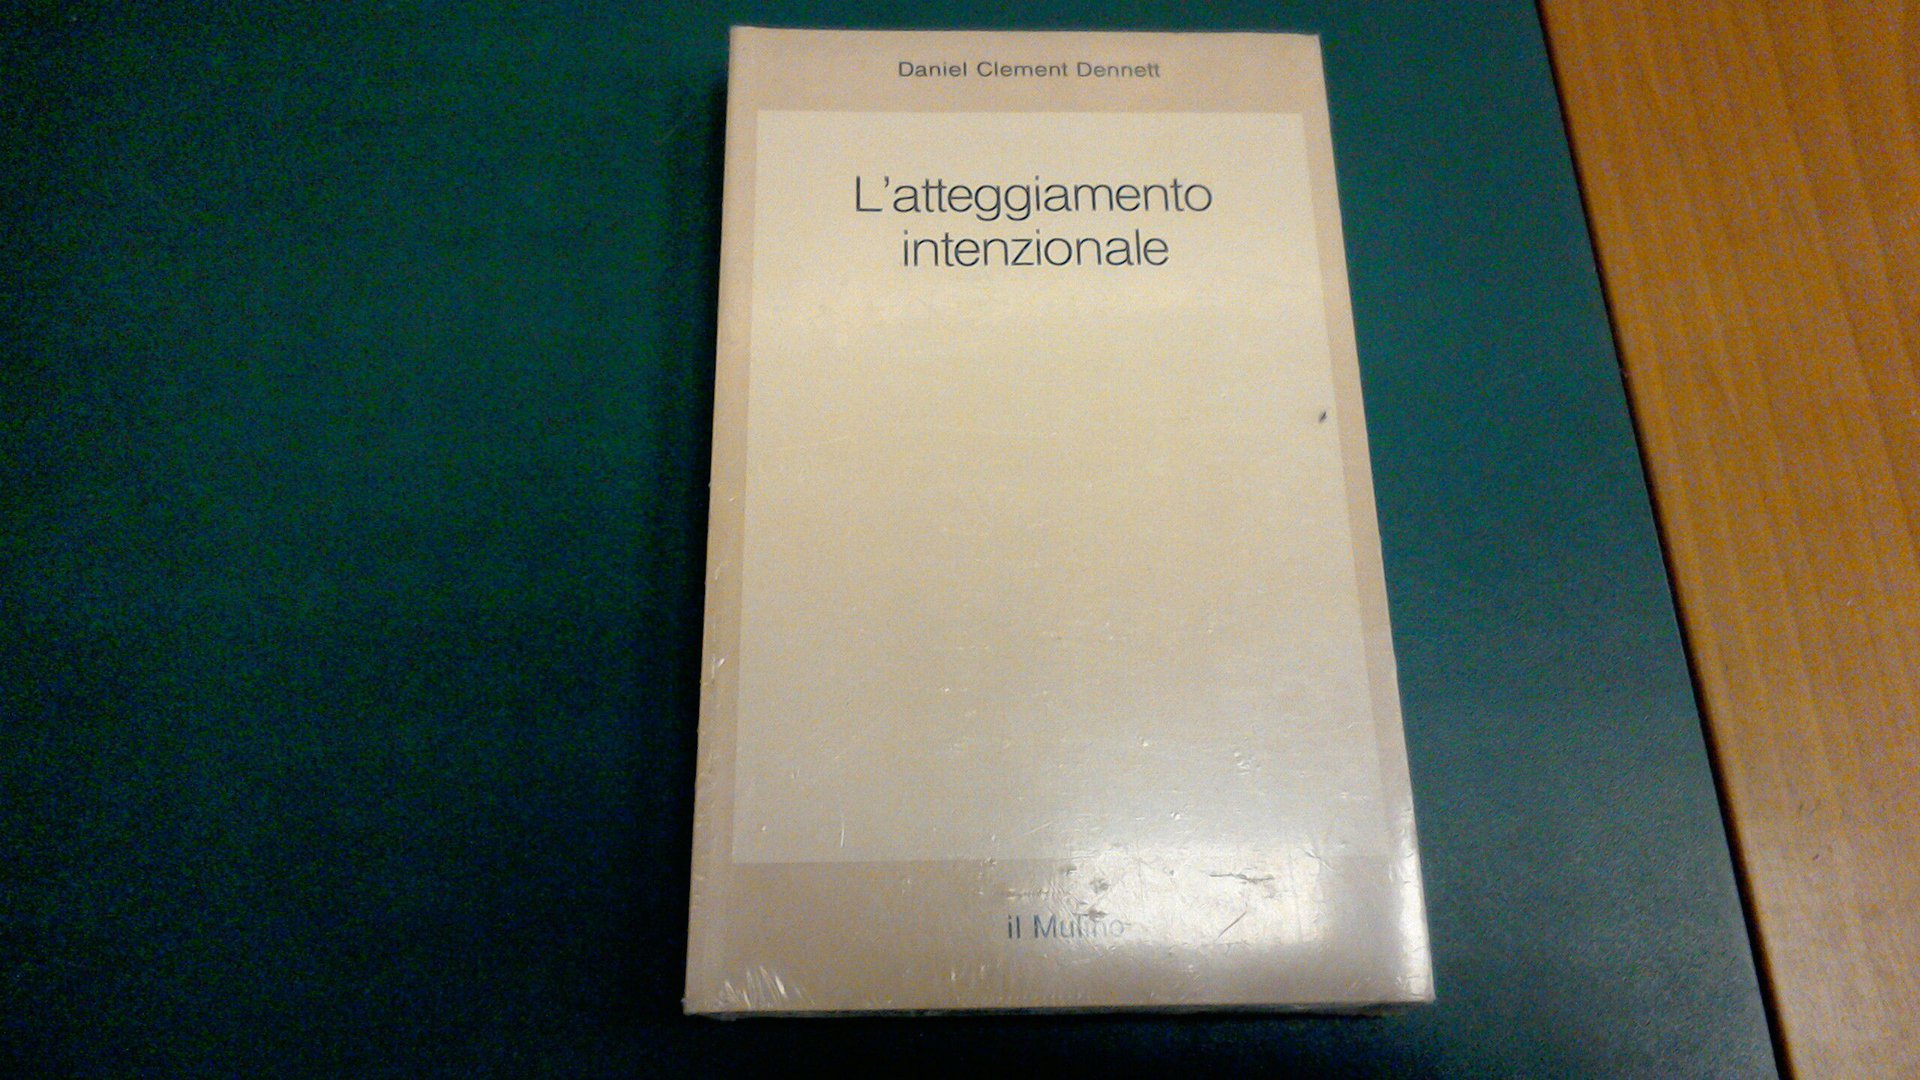 Daniel Clement Dennett
L'atteggiamento
intenzionale
il Mulino